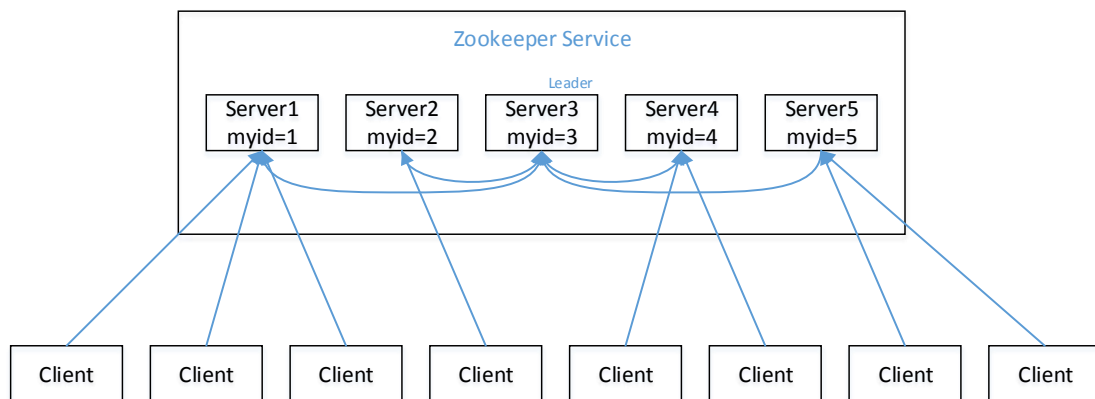 Zookeeper Service
Leader
Server1
myid=1
Server2
myid=2
Server3
myid=3
Server4
myid=4
Server5
myid=5
Client
Client
Client
Client
Client
Client
Client
Client